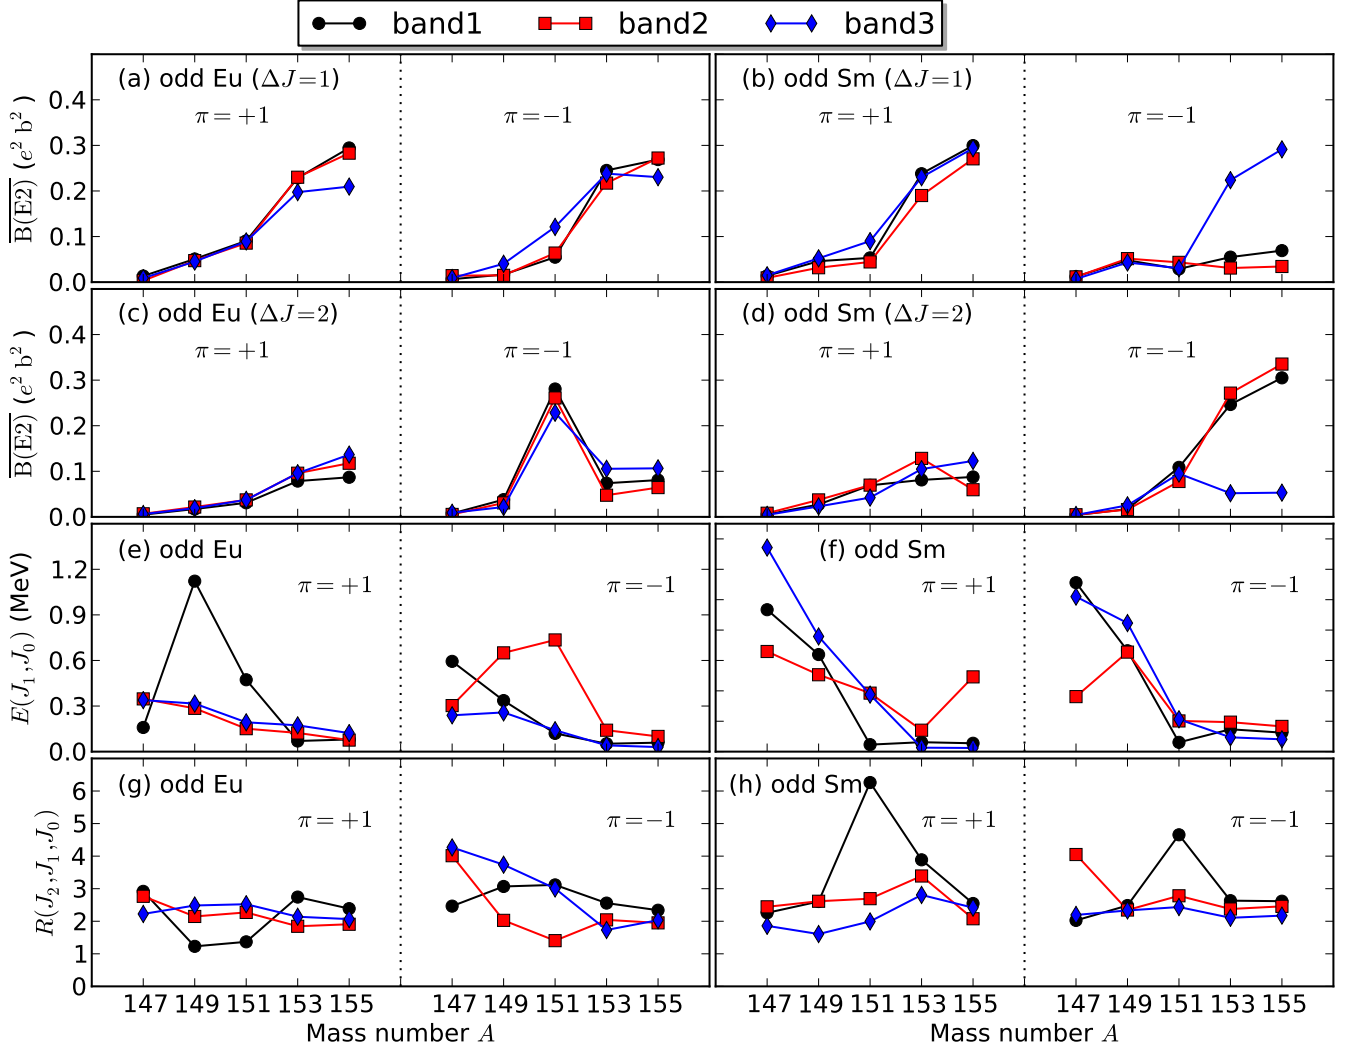 band1 band2 band3
(a) odd Eu (ΔJ=1)
π=+1 π=−1
(b) odd Sm (ΔJ=1)
π=+1 π=−1
B(E2) (e² b² )
0.4
0.3
0.2
0.1
0.0
(c) odd Eu (ΔJ=2)
π=+1 π=−1
(d) odd Sm (ΔJ=2)
π=+1 π=−1
B(E2) (e² b² )
0.4
0.3
0.2
0.1
0.0
(e) odd Eu
π=+1 π=−1
(f) odd Sm
π=+1 π=−1
E(J₁,J₀) (MeV)
1.2
0.9
0.6
0.3
0.0
(g) odd Eu
π=+1 π=−1
(h) odd Sm
π=+1 π=−1
R(J₂,J₁,J₀)
6
5
4
3
2
1
0
147 149 151 153 155 147 149 151 153 155 147 149 151 153 155 147 149 151 153 155
Mass number A Mass number A